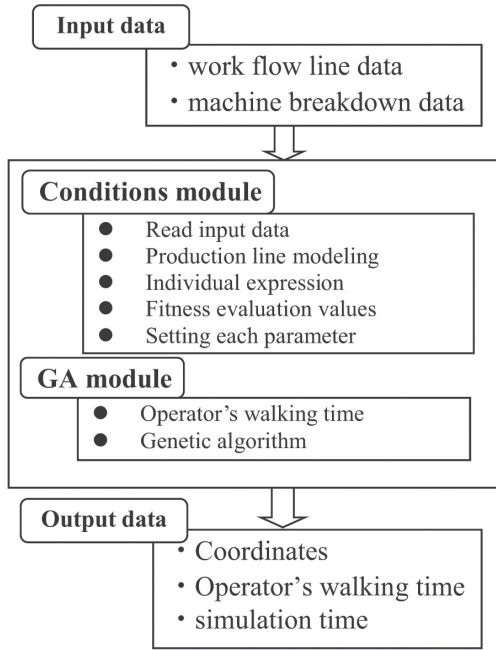 Input data
・work flow line data
・machine breakdown data
Conditions module
● Read input data
● Production line modeling
● Individual expression
● Fitness evaluation values
● Setting each parameter
GA module
● Operator’s walking time
● Genetic algorithm
Output data
・Coordinates
・Operator’s walking time
・simulation time